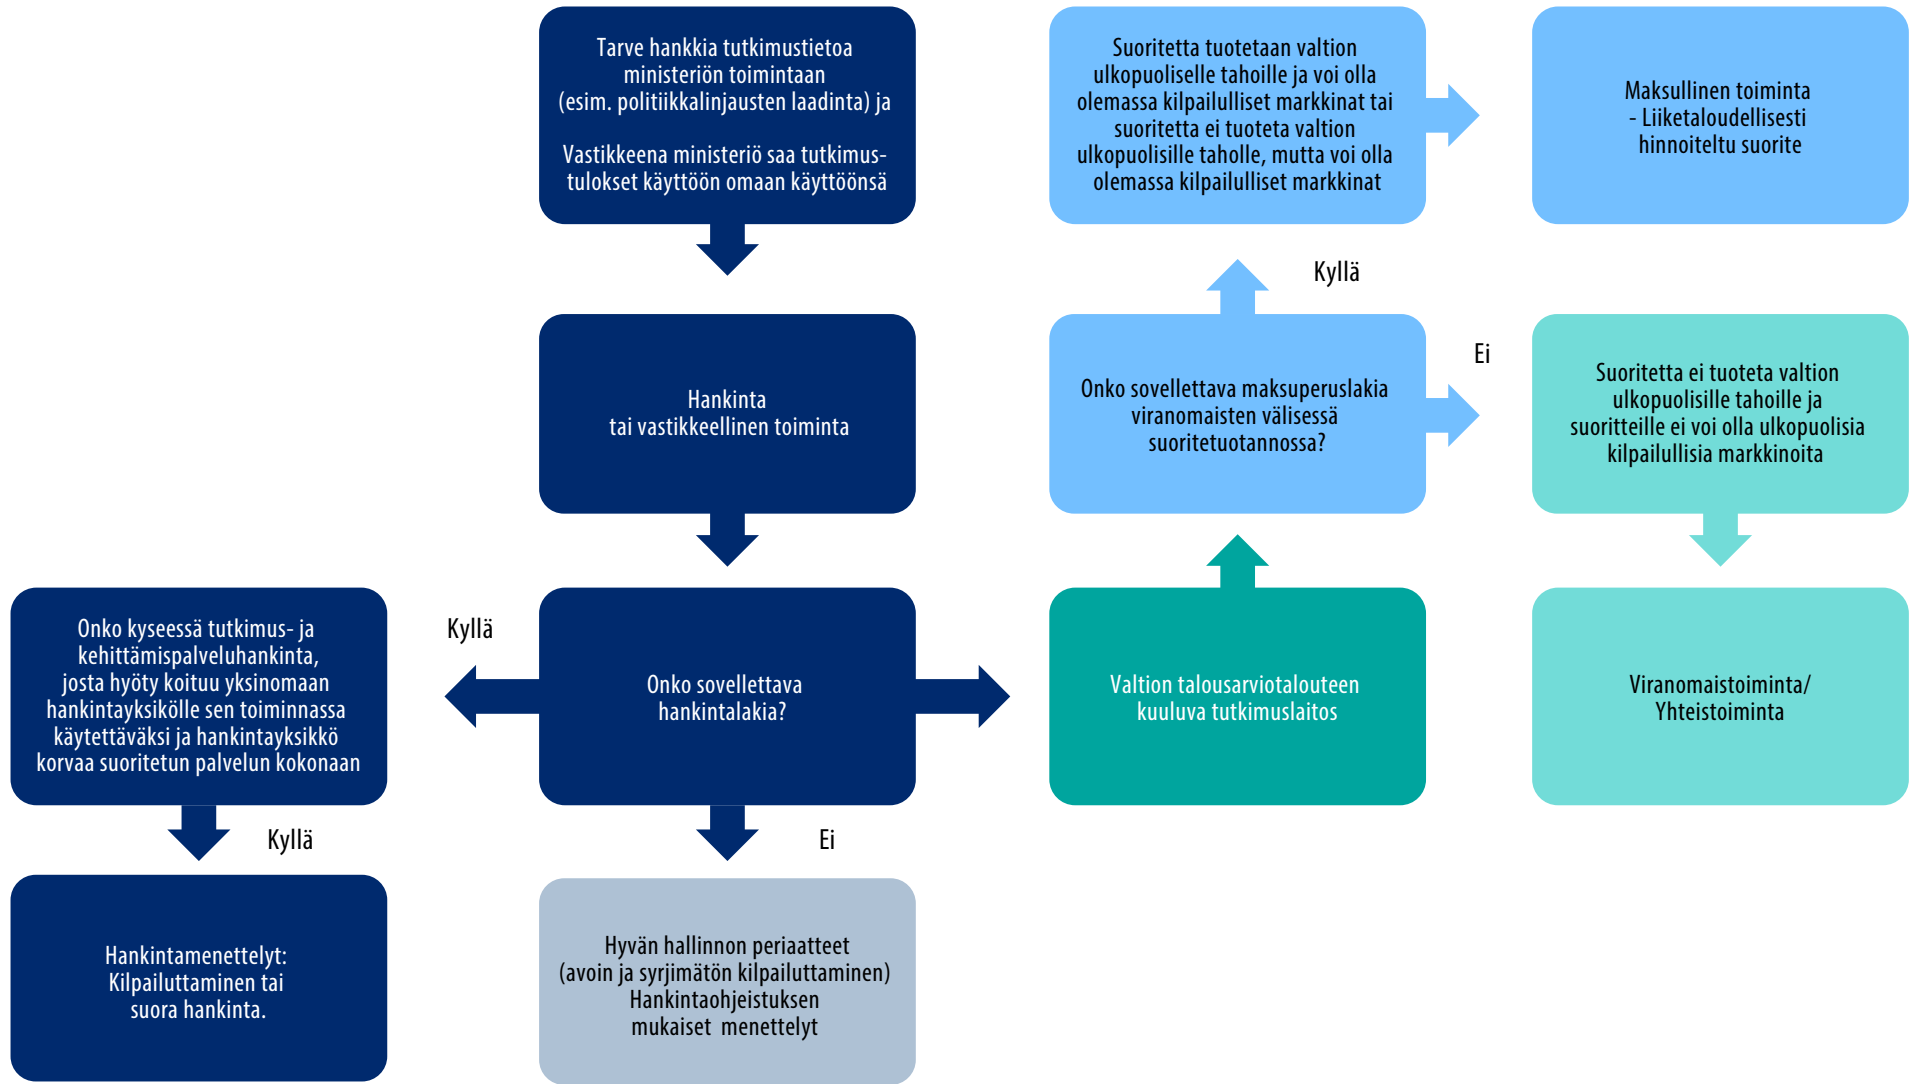 Tarve hankkia tutkimustietoa
ministeriön toimintaan
(esim. politiikkalinjausten laadinta) ja
Vastikkeena ministeriö saa tutkimus-
tulokset käyttöön omaan käyttöönsä
Suoritetta tuotetaan valtion
ulkopuoliselle tahoille ja voi olla
olemassa kilpailulliset markkinat tai
suoritetta ei tuoteta valtion
ulkopuolisille taholle, mutta voi olla
olemassa kilpailulliset markkinat
Maksullinen toiminta
- Liiketaloudellisesti
hinnoiteltu suorite
Kyllä
Hankinta
tai vastikkeellinen toiminta
Onko sovellettava maksuperuslakia
viranomaisten välisessä
suoritetuotannossa?
Ei
Suoritetta ei tuoteta valtion
ulkopuolisille tahoille ja
suoritteille ei voi olla ulkopuolisia
kilpailullisia markkinoita
Onko kyseessä tutkimus- ja
kehittämispalveluhankinta,
josta hyöty koituu yksinomaan
hankintayksikölle sen toiminnassa
käytettäväksi ja hankintayksikkö
korvaa suoritetun palvelun kokonaan
Kyllä
Onko sovellettava
hankintalakia?
Valtion talousarviotalouteen
kuuluva tutkimuslaitos
Viranomaistoiminta/
Yhteistoiminta
Kyllä
Ei
Hankintamenettelyt:
Kilpailuttaminen tai
suora hankinta.
Hyvän hallinnon periaatteet
(avoin ja syrjimätön kilpailuttaminen)
Hankintaohjeistuksen
mukaiset menettelyt